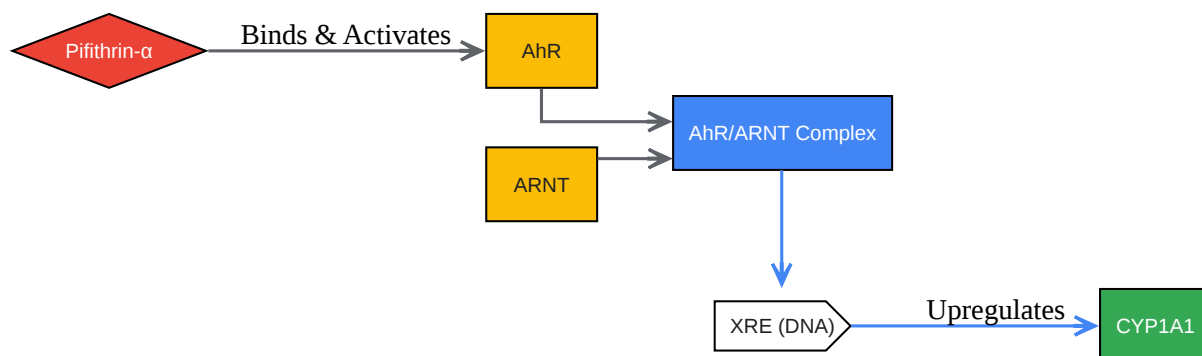 Pifithrin-α
Binds & Activates
AhR
AhR/ARNT Complex
ARNT
XRE (DNA)
Upregulates
CYP1A1